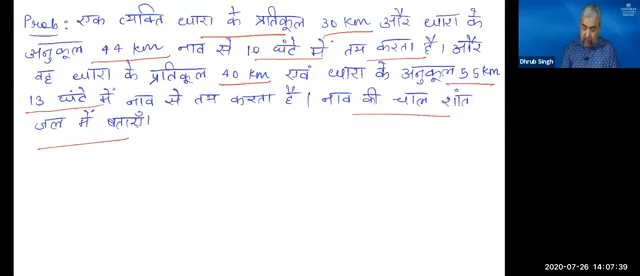 Prob: एक व्यक्ति धारा के प्रतिकूल 30 km और धारा के
अनुकूल 44 km नाव से 10 घंटे में तय करता है। और
वह धारा के प्रतिकूल 40 km एवं धारा के अनुकूल 55 km
13 घंटे में नाव से तय करता है। नाव की चाल शांत
जल में बताएँ।
Dhrub Singh
2020-07-26 14:07:39